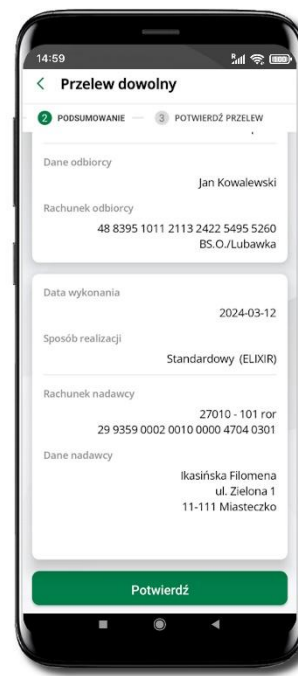 14:59
Przelew dowolny
2 PODSUMOWANIE 3 POTWIERDŹ PRZELEW
Dane odbiorcy
Jan Kowalewski
Rachunek odbiorcy
48 8395 1011 2113 2422 5495 5260
BS.O./Lubawka
Data wykonania
2024-03-12
Sposób realizacji
Standardowy (ELIXIR)
Rachunek nadawcy
27010 - 101 ror
29 9359 0002 0010 0000 4704 0301
Dane nadawcy
Ikasińska Filomena
ul. Zielona 1
11-111 Miasteczko
Potwierdź